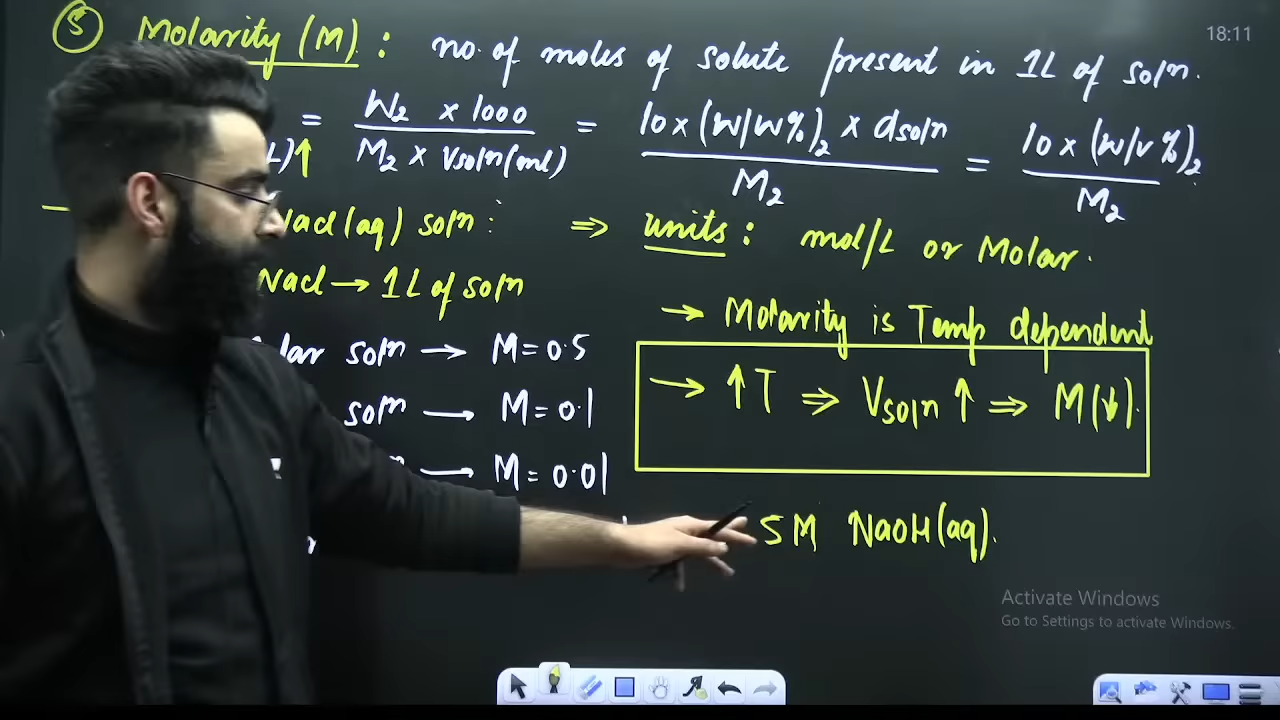 18:11
⑤ Molarity (M) : no. of moles of solute present in 1L of soln.
L)↑ = W₂ × 1000 / M₂ × Vsoln(ml) = 10 × (W/W%)₂ × dsoln / M₂ = 10 × (W/V%)₂ / M₂
Nacl(aq) soln :
Nacl → 1L of soln
lar soln → M = 0.5
soln → M = 0.1
→ M = 0.01
⇒ units : mol/L or Molar.
→ Molarity is Temp dependent
→ ↑T ⇒ Vsoln ↑ ⇒ M(↓).
5M NaOH(aq).
Activate Windows
Go to Settings to activate Windows.